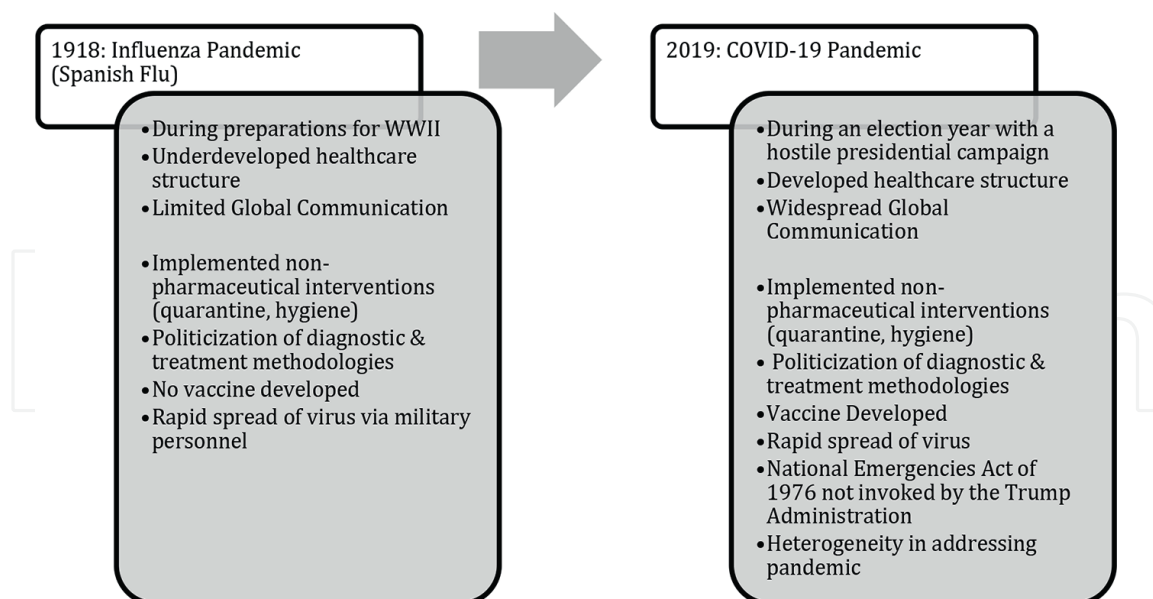 1918: Influenza Pandemic
(Spanish Flu)
•During preparations for WWII
•Underdeveloped healthcare
structure
•Limited Global Communication
•Implemented non-
pharmaceutical interventions
(quarantine, hygiene)
•Politicization of diagnostic &
treatment methodologies
•No vaccine developed
•Rapid spread of virus via military
personnel
2019: COVID-19 Pandemic
•During an election year with a
hostile presidential campaign
•Developed healthcare structure
•Widespread Global
Communication
•Implemented non-
pharmaceutical interventions
(quarantine, hygiene)
• Politicization of diagnostic &
treatment methodologies
•Vaccine Developed
•Rapid spread of virus
•National Emergencies Act of
1976 not invoked by the Trump
Administration
•Heterogeneity in addressing
pandemic